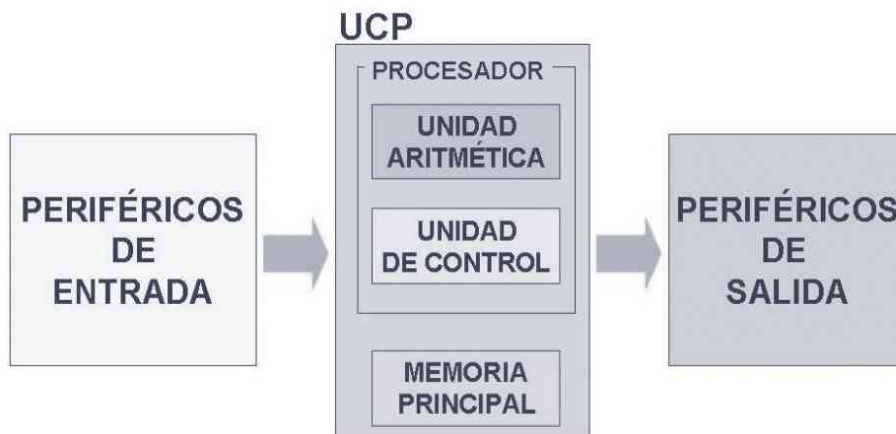 UCP
PROCESADOR
UNIDAD
ARITMÉTICA
UNIDAD
DE CONTROL
MEMORIA
PRINCIPAL
PERIFÉRICOS
DE
ENTRADA
PERIFÉRICOS
DE
SALIDA